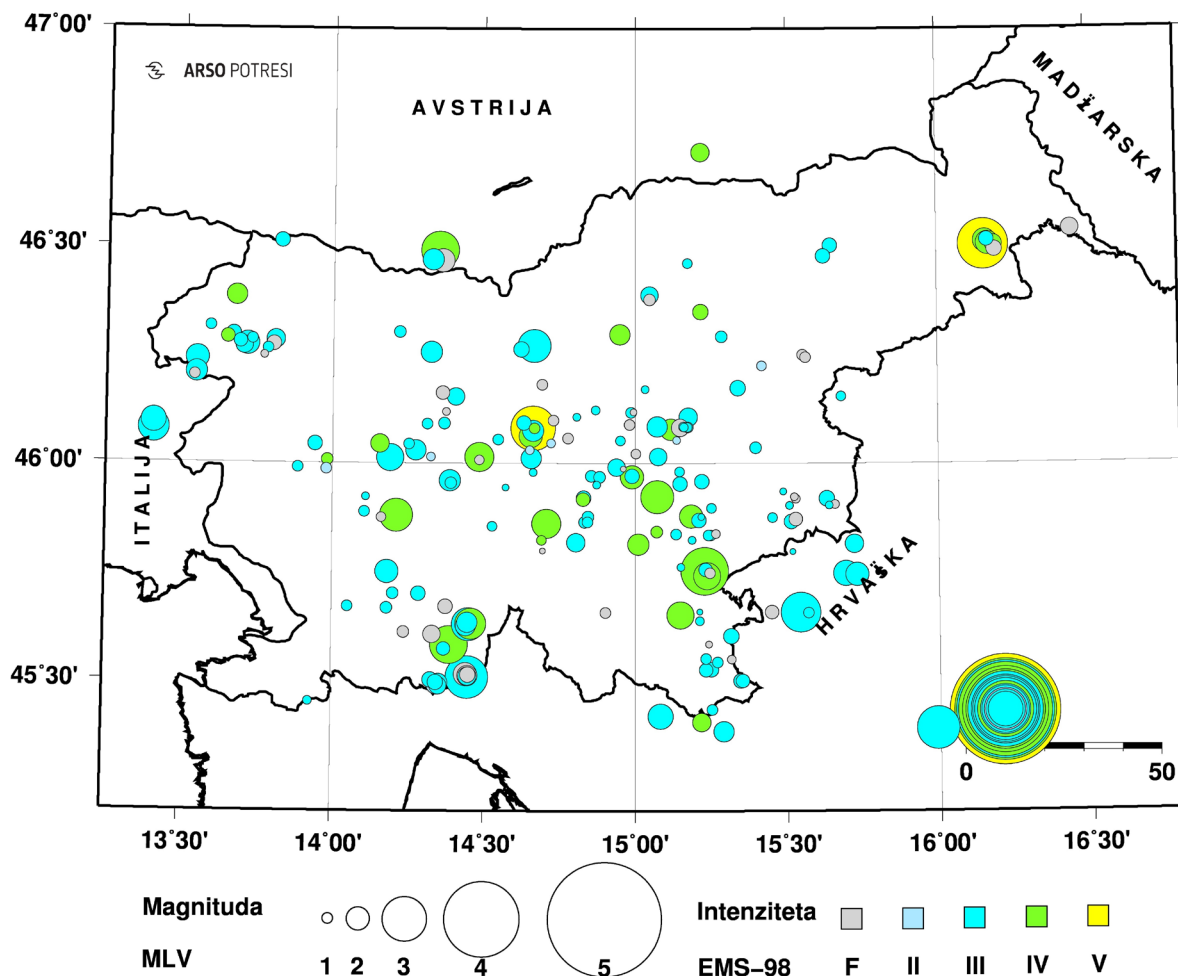 47°00'
ARSO POTRESI
AVSTRIJA
MADŽARSKA
46°30'
46°00'
ITALIJA
HRVAŠKA
45°30'
0 50
13°30' 14°00' 14°30' 15°00' 15°30' 16°00' 16°30'
Magnituda
MLV 1 2 3 4 5
Intenziteta
EMS-98 F II III IV V